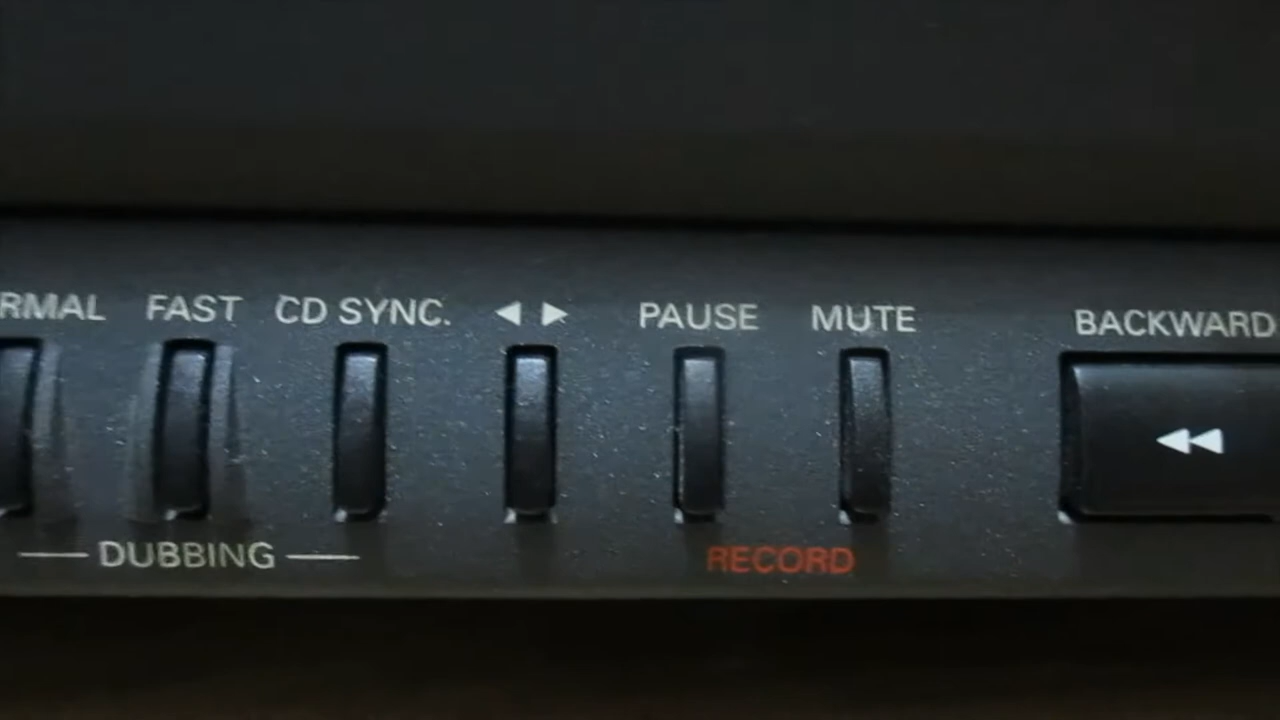 RMAL FAST CD SYNC. ◀ ▶ PAUSE MUTE BACKWARD
DUBBING RECORD